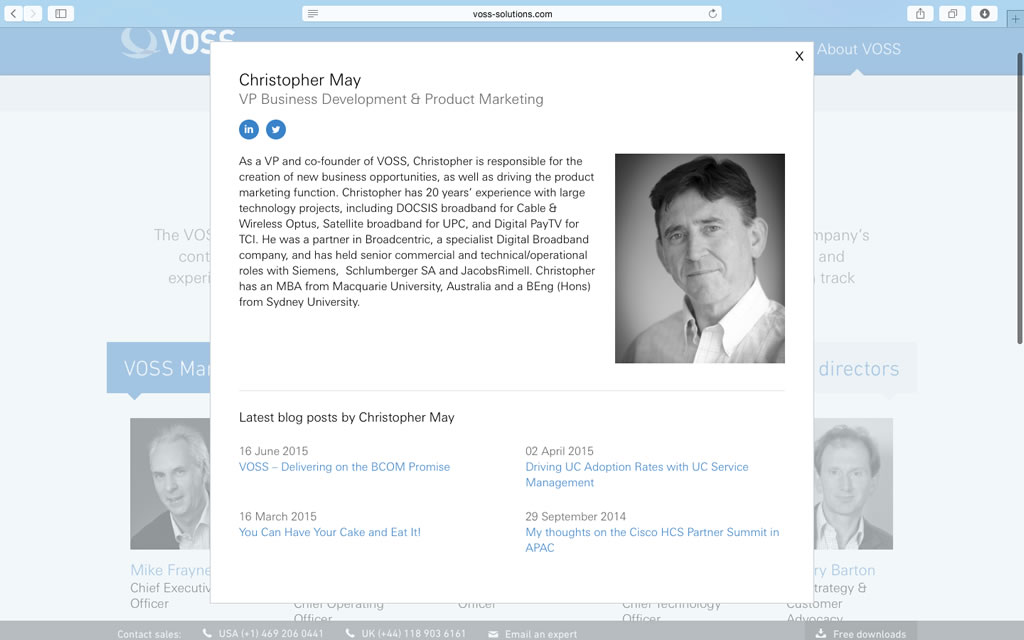 voss-solutions.com
VOSS
About VOSS
X
Christopher May
VP Business Development & Product Marketing
in
As a VP and co-founder of VOSS, Christopher is responsible for the
creation of new business opportunities, as well as driving the product
marketing function. Christopher has 20 years' experience with large
technology projects, including DOCSIS broadband for Cable &
Wireless Optus, Satellite broadband for UPC, and Digital PayTV for
TCI. He was a partner in Broadcentric, a specialist Digital Broadband
company, and has held senior commercial and technical/operational
roles with Siemens,  Schlumberger SA and JacobsRimell. Christopher
has an MBA from Macquarie University, Australia and a BEng (Hons)
from Sydney University.
The VOS
mpany's
cont
and
experi
track
VOSS Mar
directors
Latest blog posts by Christopher May
16 June 2015
VOSS – Delivering on the BCOM Promise
02 April 2015
Driving UC Adoption Rates with UC Service
Management
16 March 2015
You Can Have Your Cake and Eat It!
29 September 2014
My thoughts on the Cisco HCS Partner Summit in
APAC
Mike Frayne
Chief Executiv
Officer
Chief Operating
Officer
Officer
Chief Technology
Officer
ry Barton
trategy &
Customer
Advocacy
Contact sales: USA (+1) 469 206 0441 UK (+44) 118 903 6161 Email an expert Free downloads